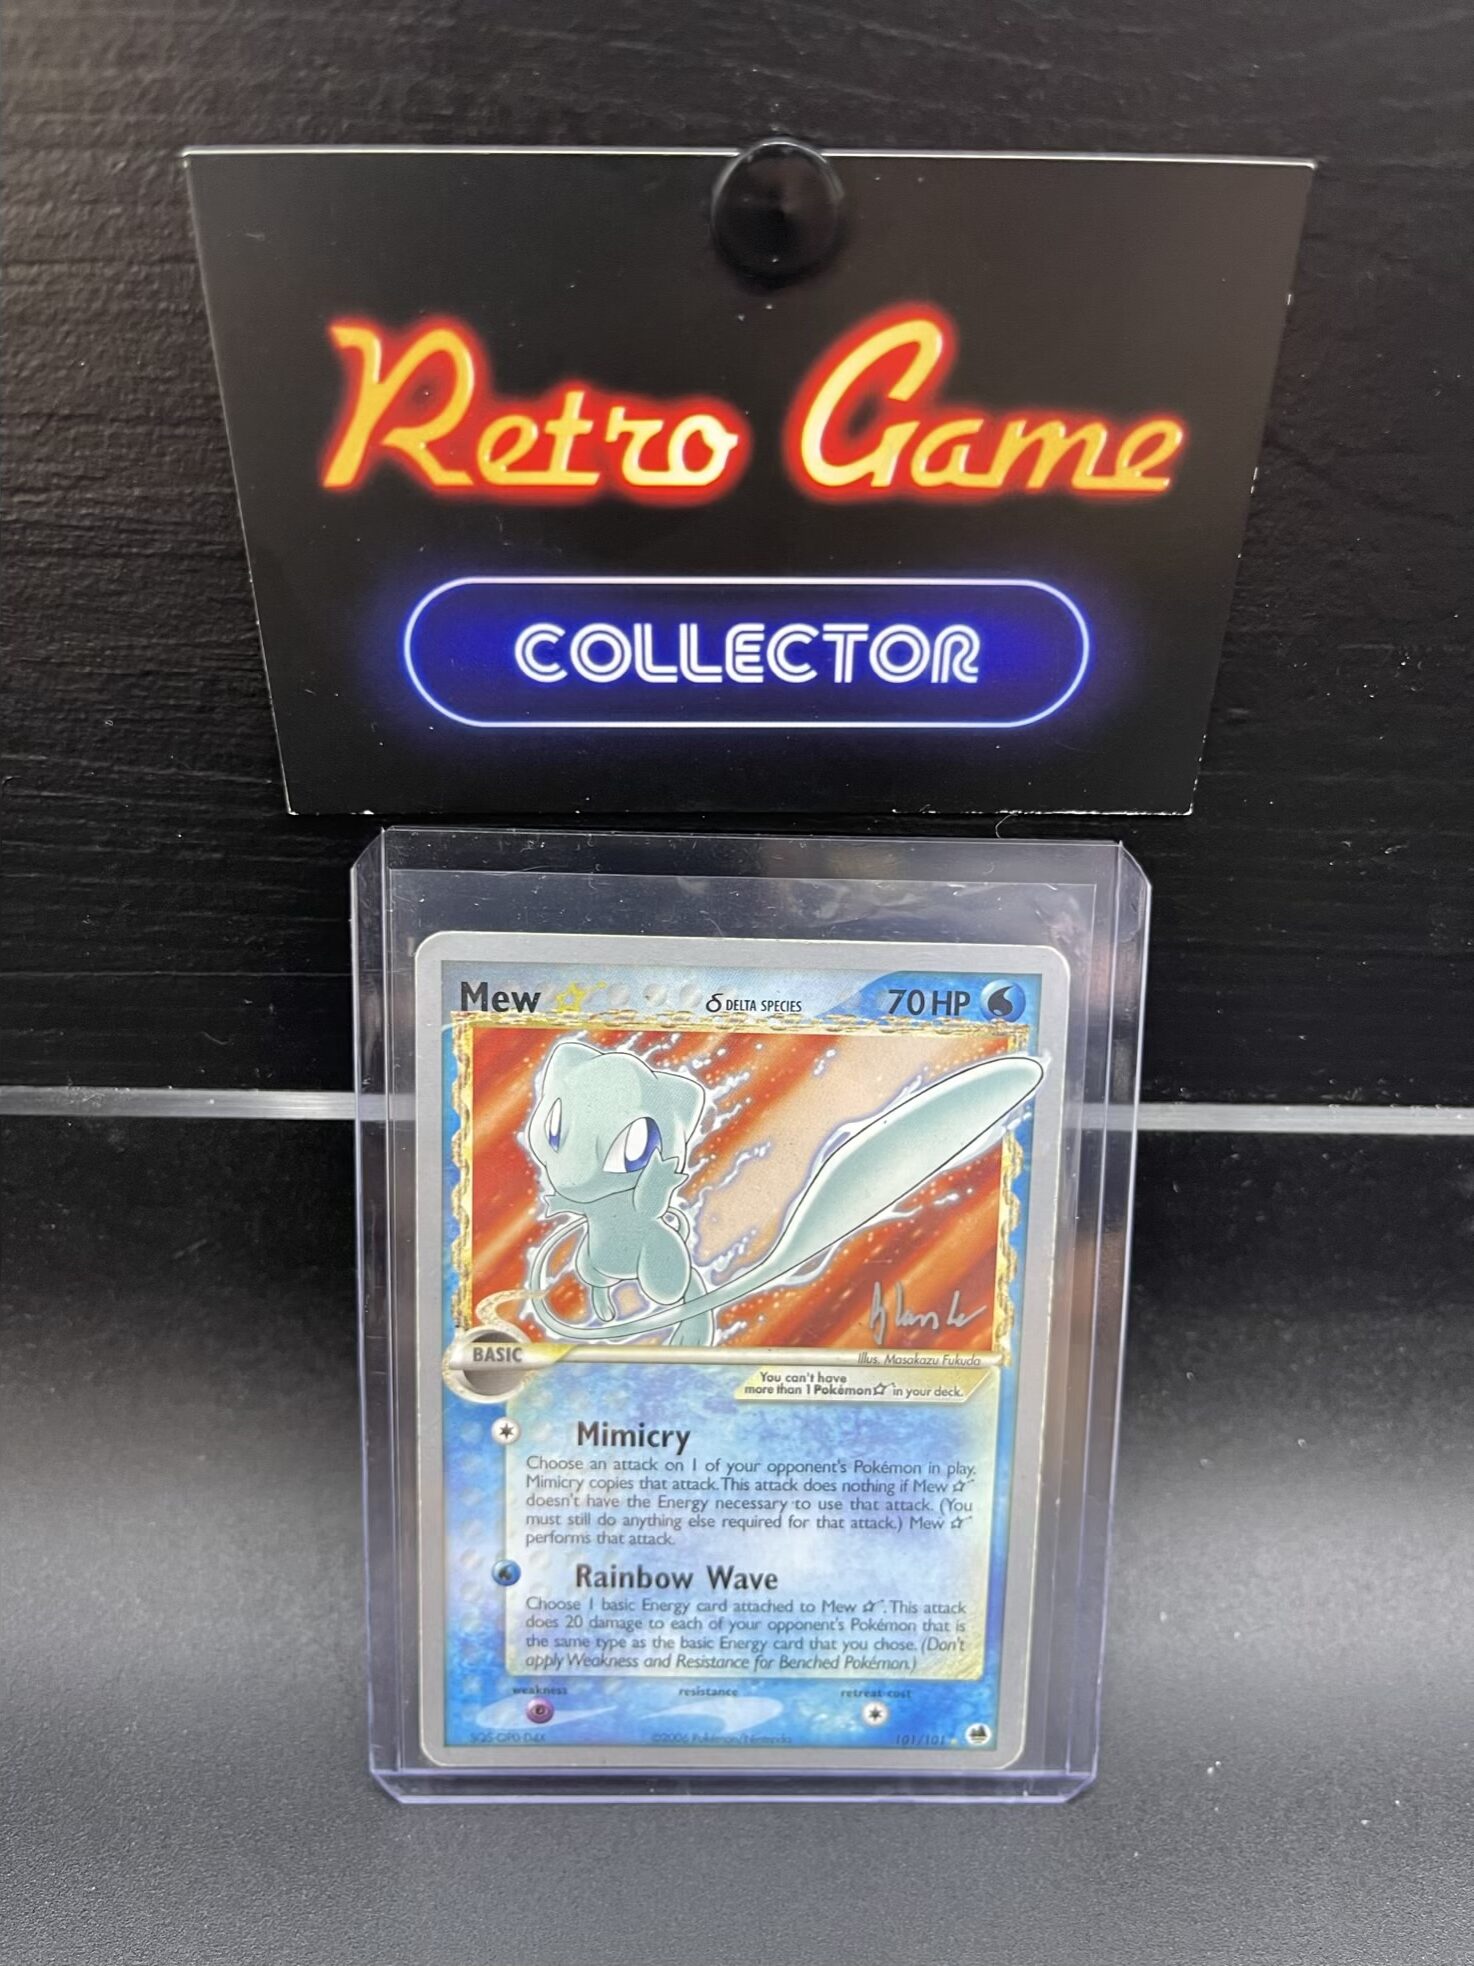 Retro Game
COLLECTOR
Mew ☆ δ DELTA SPECIES 70 HP
BASIC
Illus. Masakazu Fukuda
You can't have
more than 1 Pokémon☆ in your deck.
Mimicry
Choose an attack on 1 of your opponent's Pokémon in play.
Mimicry copies that attack. This attack does nothing if Mew ☆
doesn't have the Energy necessary to use that attack. (You
must still do anything else required for that attack.) Mew ☆
performs that attack.
Rainbow Wave
Choose 1 basic Energy card attached to Mew ☆. This attack
does 20 damage to each of your opponent's Pokémon that is
the same type as the basic Energy card that you chose. (Don't
apply Weakness and Resistance for Benched Pokémon.)
weakness resistance retreat cost
©2006 Pokémon/Nintendo 101/101